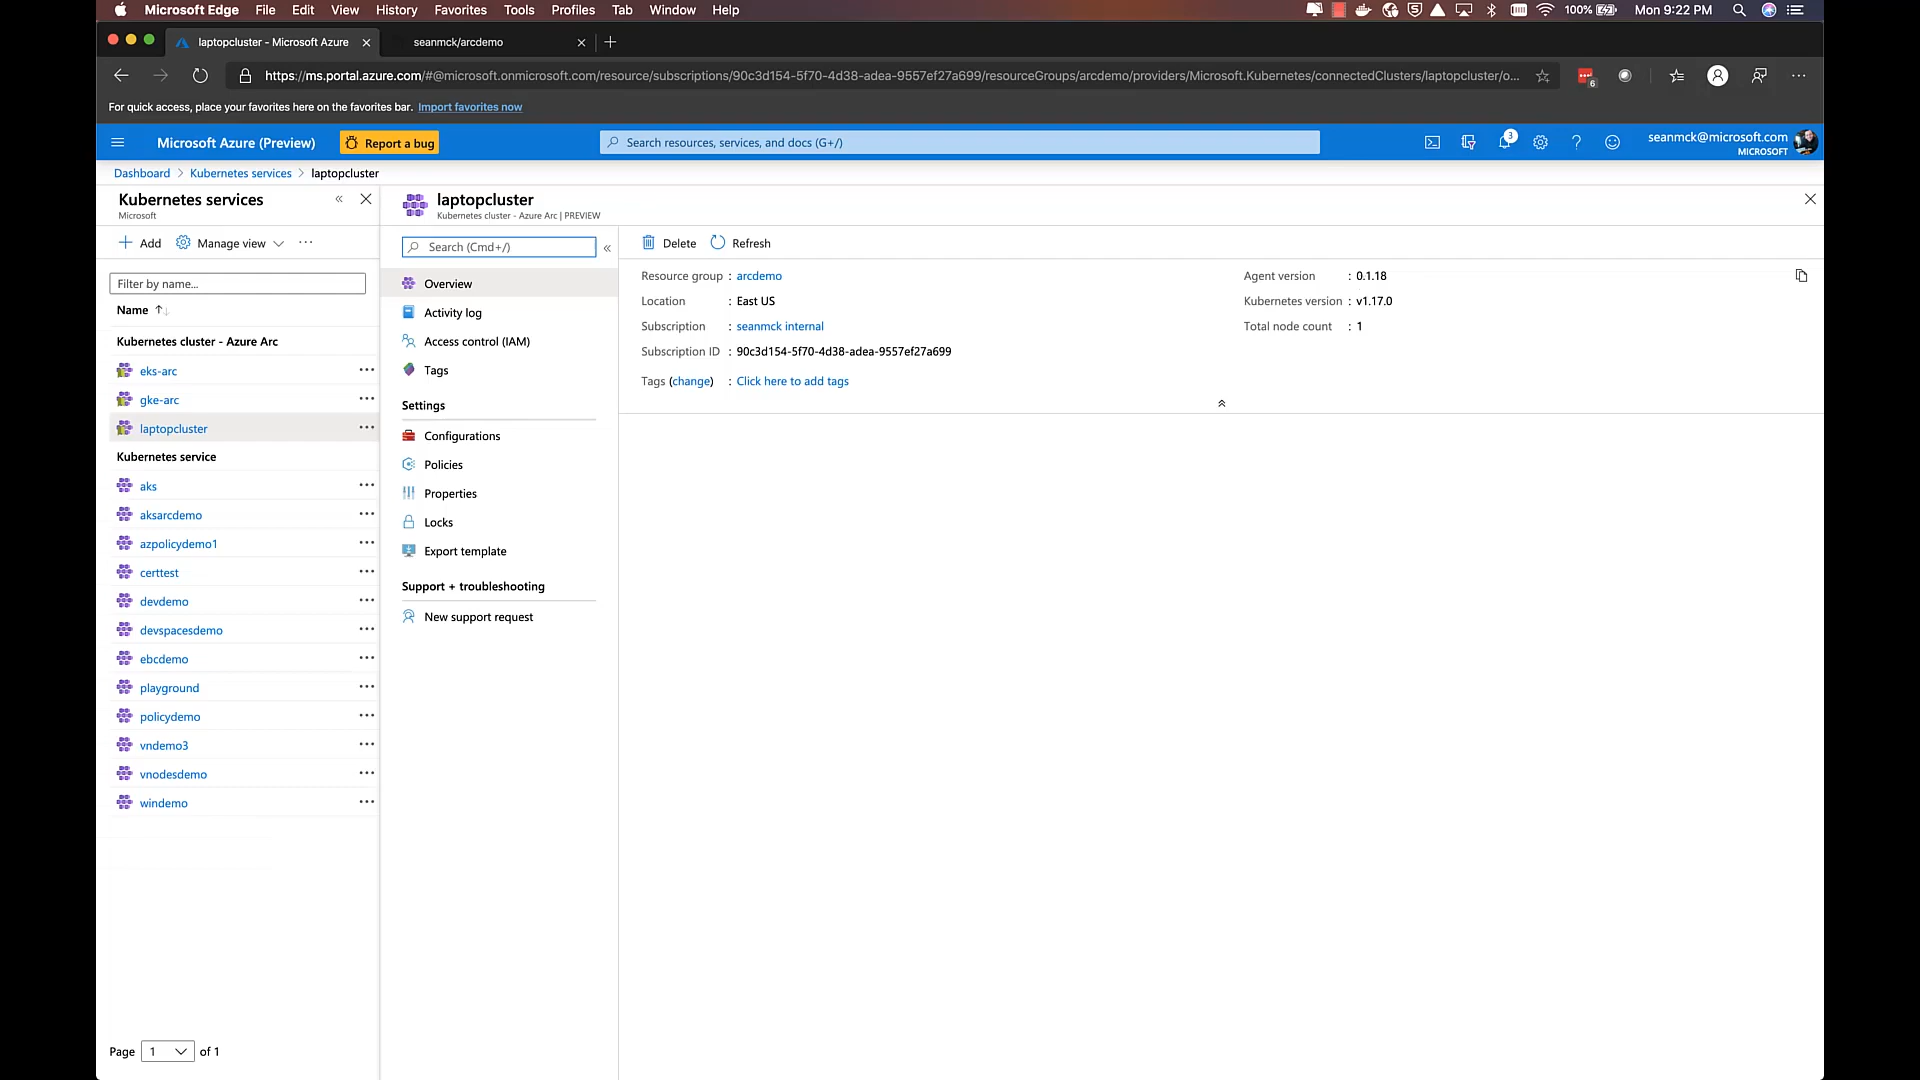 Microsoft Edge File Edit View History Favorites Tools Profiles Tab Window Help 100% Mon 9:22 PM
laptopcluster - Microsoft Azure seanmck/arcdemo
https://ms.portal.azure.com/#@microsoft.onmicrosoft.com/resource/subscriptions/90c3d154-5f70-4d38-adea-9557ef27a699/resourceGroups/arcdemo/providers/Microsoft.Kubernetes/connectedClusters/laptopcluster/o... 6
For quick access, place your favorites here on the favorites bar. Import favorites now
Microsoft Azure (Preview) Report a bug Search resources, services, and docs (G+/) 3 seanmck@microsoft.com
MICROSOFT
Dashboard > Kubernetes services > laptopcluster
Kubernetes services
Microsoft
Add Manage view ...
Filter by name...
Name
Kubernetes cluster - Azure Arc
eks-arc
gke-arc
laptopcluster
Kubernetes service
aks
aksarcdemo
azpolicydemo1
certtest
devdemo
devspacesdemo
ebcdemo
playground
policydemo
vndemo3
vnodesdemo
windemo
Page 1 of 1
laptopcluster
Kubernetes cluster - Azure Arc | PREVIEW
Search (Cmd+/)
Overview
Activity log
Access control (IAM)
Tags
Settings
Configurations
Policies
Properties
Locks
Export template
Support + troubleshooting
New support request
Delete Refresh
Resource group : arcdemo
Location : East US
Subscription : seanmck internal
Subscription ID : 90c3d154-5f70-4d38-adea-9557ef27a699
Tags (change) : Click here to add tags
Agent version : 0.1.18
Kubernetes version : v1.17.0
Total node count : 1